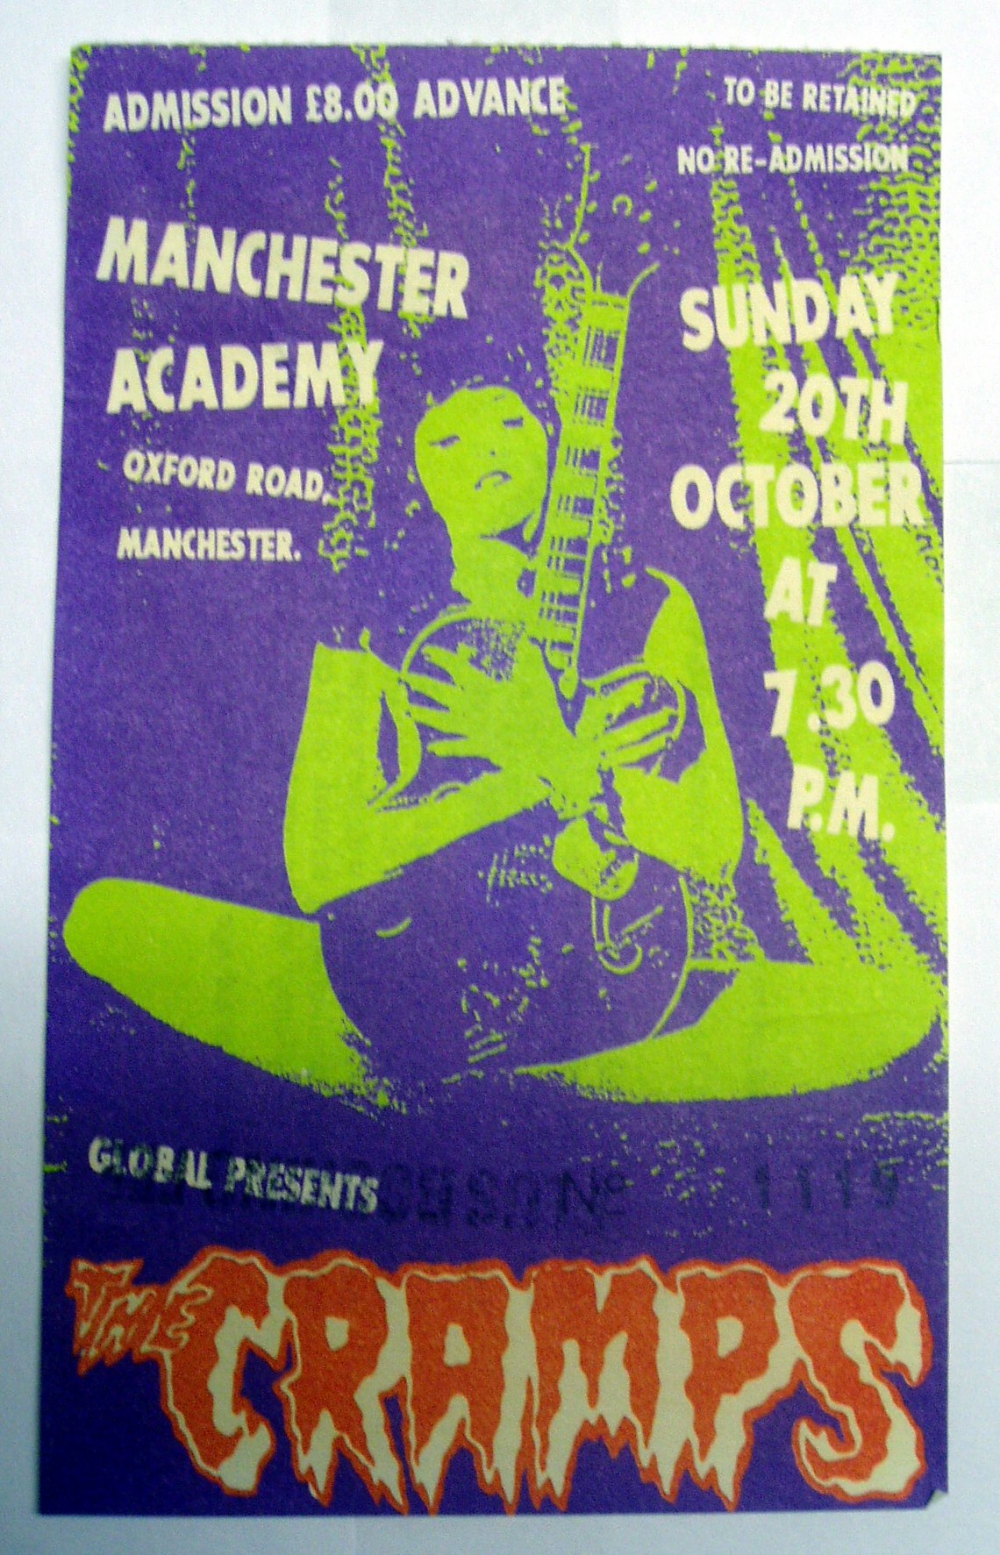 ADMISSION £8.00 ADVANCE
TO BE RETAINED
NO RE-ADMISSION
MANCHESTER
ACADEMY
OXFORD ROAD,
MANCHESTER.
SUNDAY
20TH
OCTOBER
AT
7.30
P.M.
GLOBAL PRESENTS
Nº 1119
THE CRAMPS